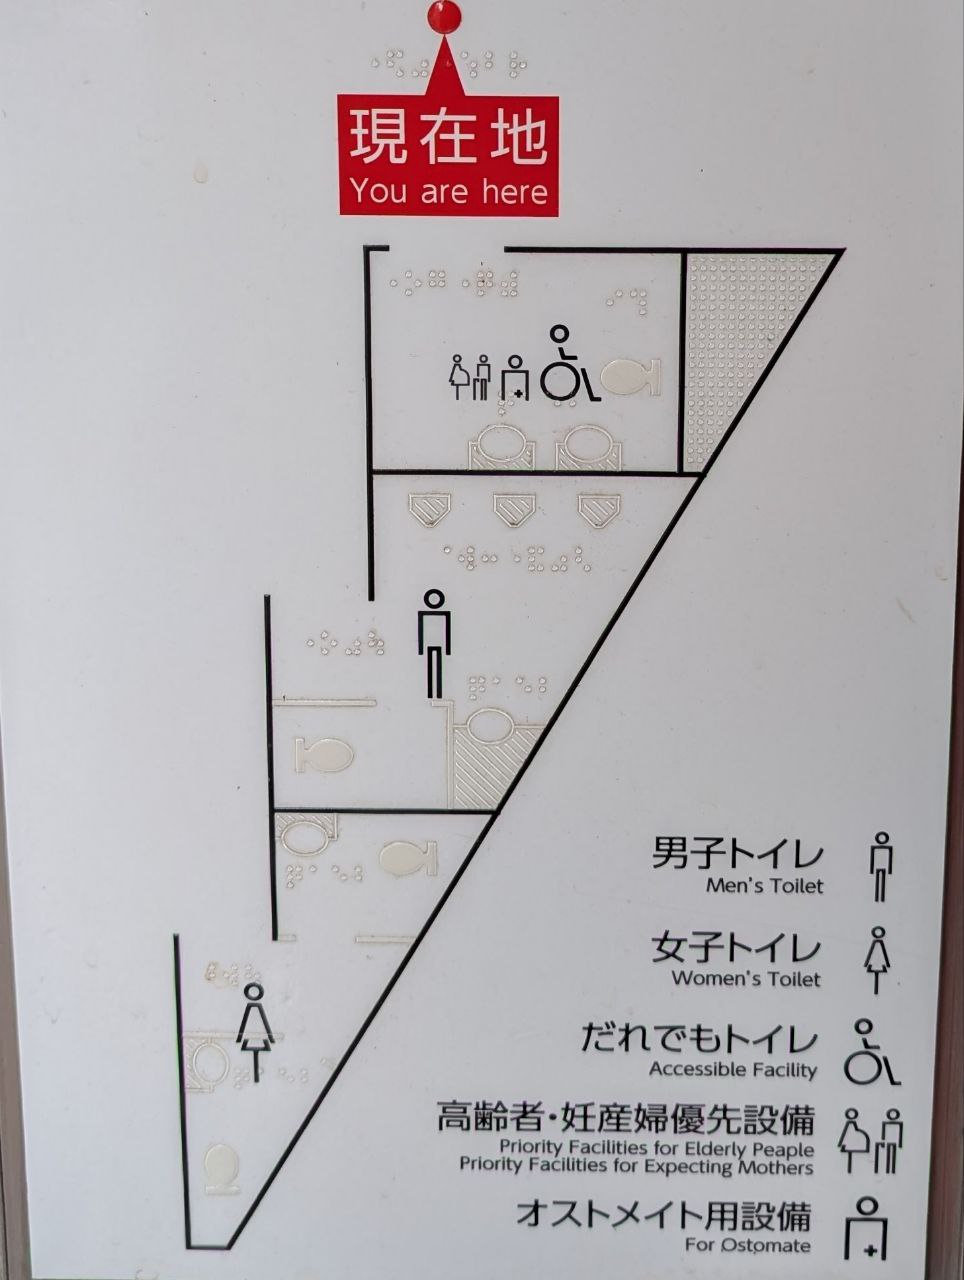 現在地
You are here
男子トイレ
Men's Toilet
女子トイレ
Women's Toilet
だれでもトイレ
Accessible Facility
高齢者・妊産婦優先設備
Priority Facilities for Elderly Peaple
Priority Facilities for Expecting Mothers
オストメイト用設備
For Ostomate